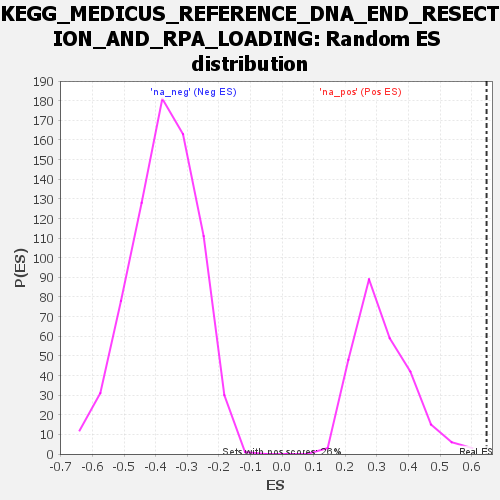 KEGG_MEDICUS_REFERENCE_DNA_END_RESECT
ION_AND_RPA_LOADING: Random ES
distribution
'na_neg' (Neg ES)
'na_pos' (Pos ES)
P(ES)
190
180
170
160
150
140
130
120
110
100
90
80
70
60
50
40
30
20
10
0
Sets with pos scores: 26%
Real ES
-0.7 -0.6 -0.5 -0.4 -0.3 -0.2 -0.1 0.0 0.1 0.2 0.3 0.4 0.5 0.6
ES